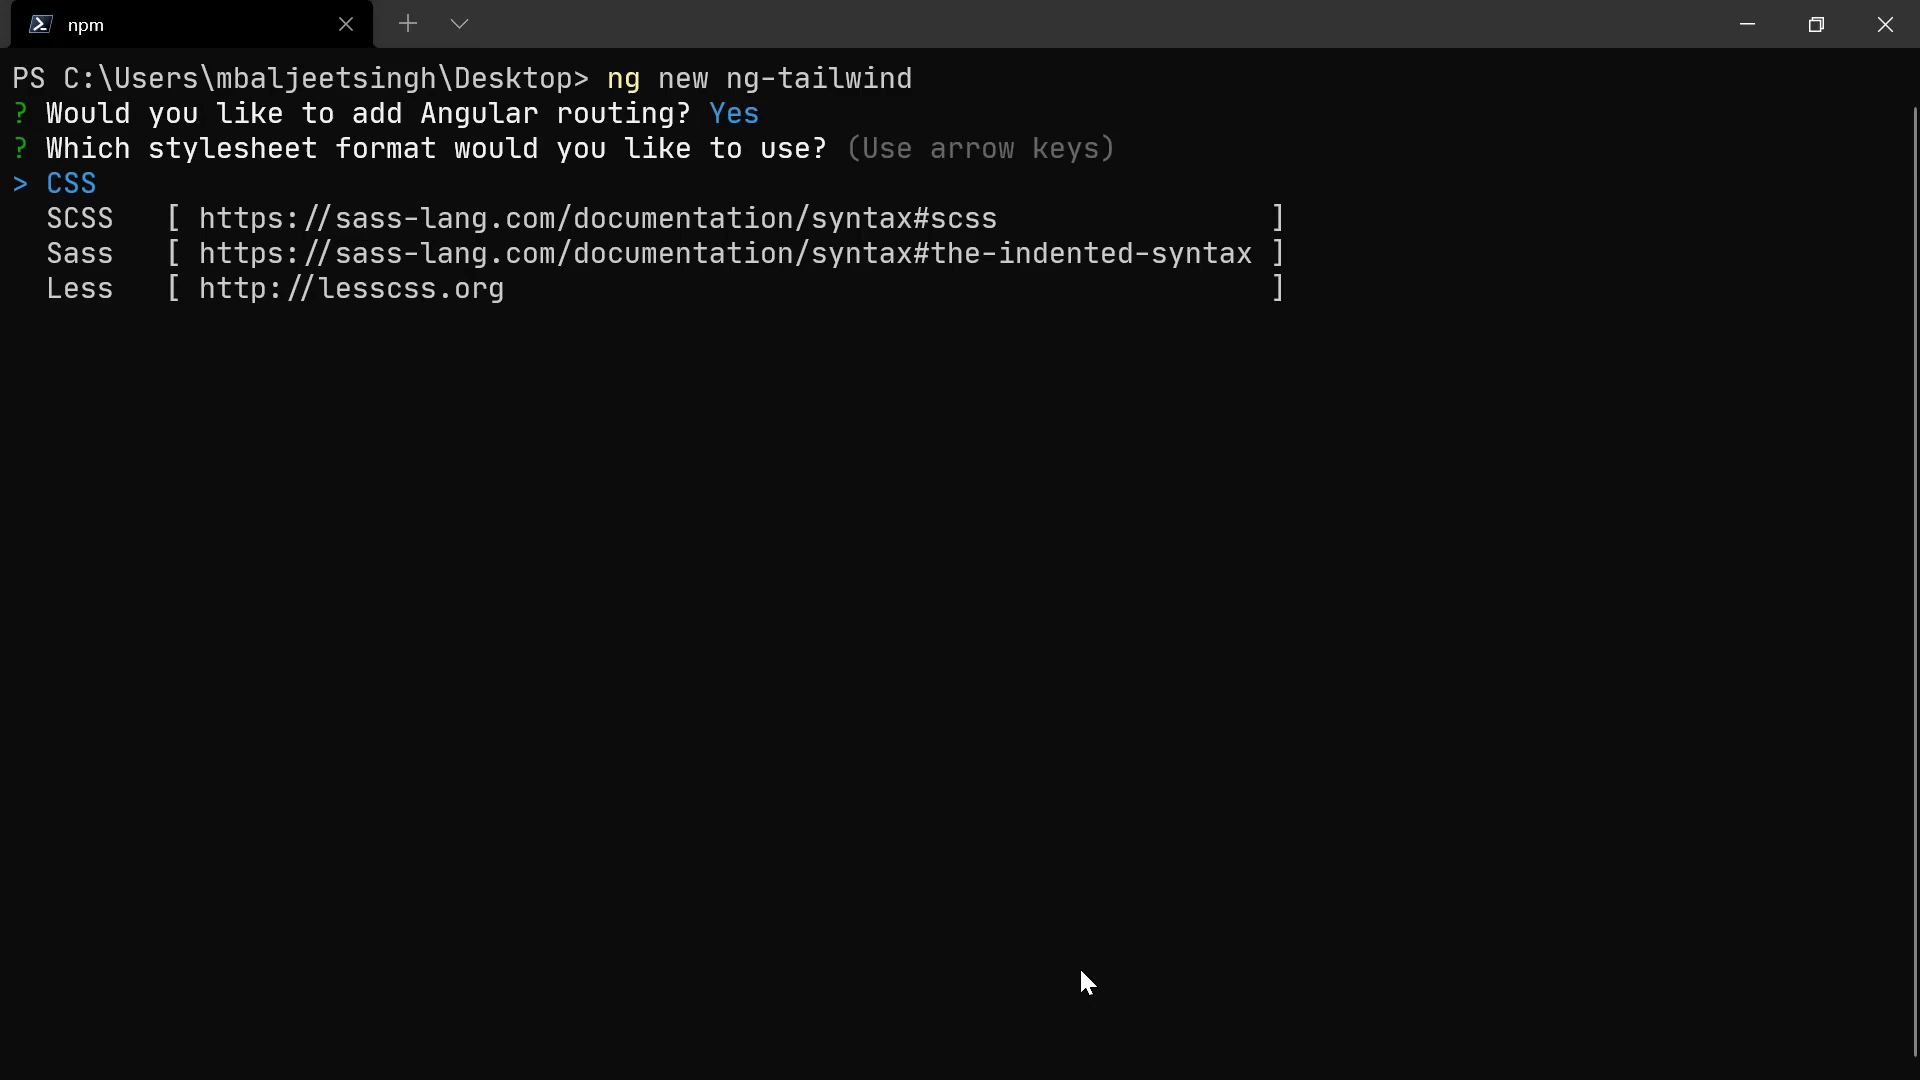 npm
PS C:\Users\mbaljeetsingh\Desktop> ng new ng-tailwind
? Would you like to add Angular routing? Yes
? Which stylesheet format would you like to use? (Use arrow keys)
> CSS
  SCSS   [ https://sass-lang.com/documentation/syntax#scss                ]
  Sass   [ https://sass-lang.com/documentation/syntax#the-indented-syntax ]
  Less   [ http://lesscss.org                                             ]